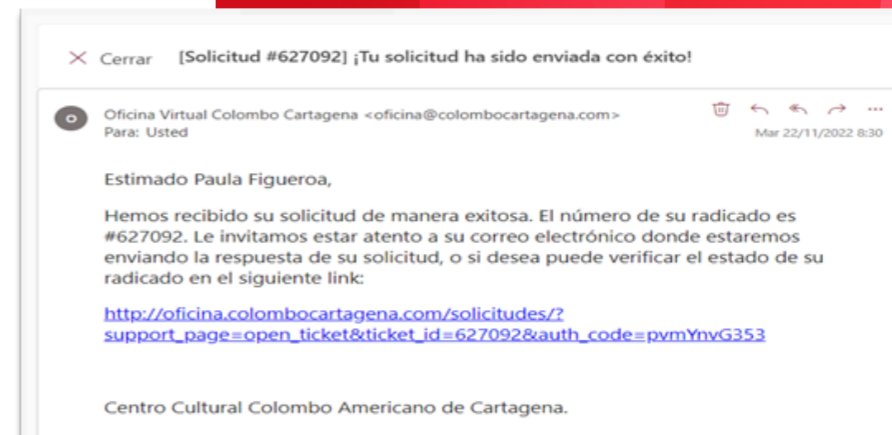 Cerrar [Solicitud #627092] ¡Tu solicitud ha sido enviada con éxito!
O
Oficina Virtual Colombo Cartagena <oficina@colombocartagena.com>
Para: Usted
Mar 22/11/2022 8:30
Estimado Paula Figueroa,
Hemos recibido su solicitud de manera exitosa. El número de su radicado es
#627092. Le invitamos estar atento a su correo electrónico donde estaremos
enviando la respuesta de su solicitud, o si desea puede verificar el estado de su
radicado en el siguiente link:
http://oficina.colombocartagena.com/solicitudes/?
support_page=open_ticket&ticket_id=627092&auth_code=pvmYnvG353
Centro Cultural Colombo Americano de Cartagena.